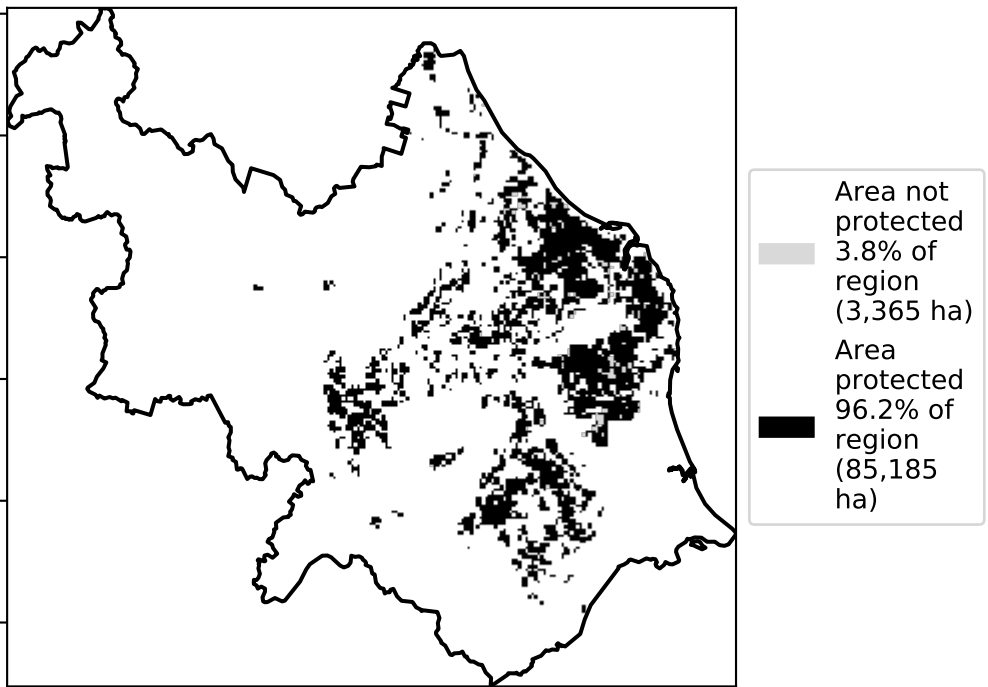 Area not
protected
3.8% of
region
(3,365 ha)
Area
protected
96.2% of
region
(85,185
ha)